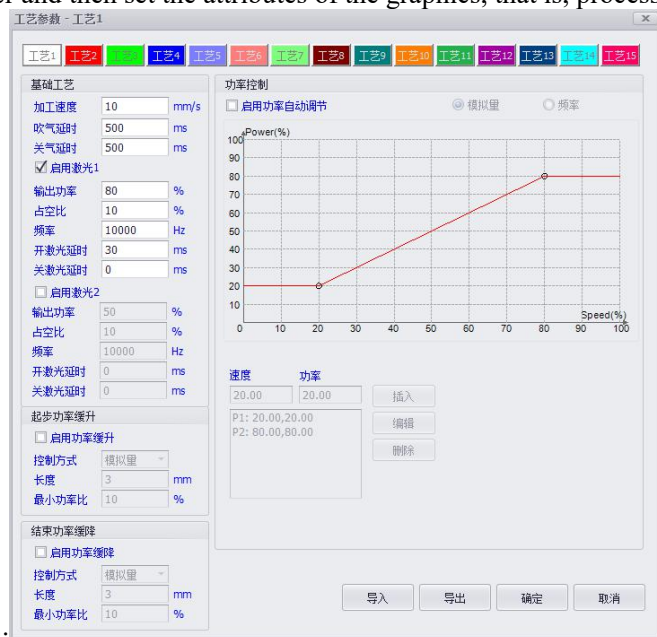 er and then set the attributes of the graphics, that is, process
工艺参数 - 工艺1
工艺1 工艺2 工艺3 工艺4 工艺5 工艺6 工艺7 工艺8 工艺9 工艺10 工艺11 工艺12 工艺13 工艺14 工艺15
基础工艺
加工速度 10 mm/s
吹气延时 500 ms
关气延时 500 ms
启用激光1
输出功率 80 %
占空比 10 %
频率 10000 Hz
开激光延时 30 ms
关激光延时 0 ms
启用激光2
输出功率 50 %
占空比 10 %
频率 10000 Hz
开激光延时 0 ms
关激光延时 0 ms
起步功率缓升
启用功率缓升
控制方式 模拟量
长度 3 mm
最小功率比 10 %
结束功率缓降
启用功率缓降
控制方式 模拟量
长度 3 mm
最小功率比 10 %
功率控制
启用功率自动调节 模拟量 频率
Power(%)
100
90
80
70
60
50
40
30
20
10
Speed(%)
0 10 20 30 40 50 60 70 80 90 100
速度 功率
20.00 20.00 插入
P1: 20.00,20.00
P2: 80.00,80.00
编辑
删除
导入 导出 确定 取消
.